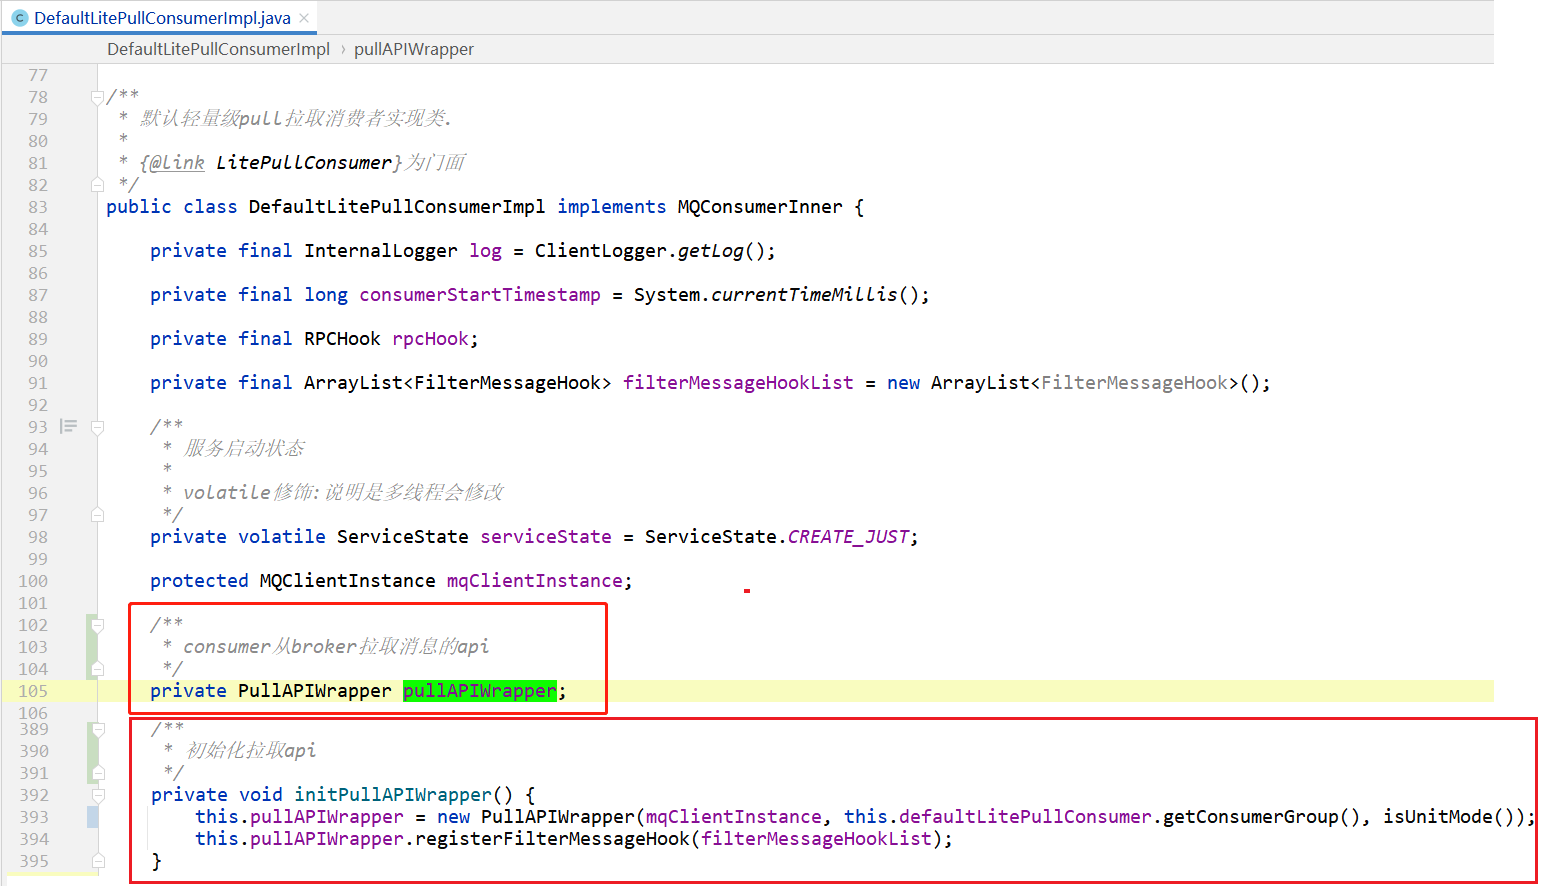 DefaultLitePullConsumerImpl.java ×
DefaultLitePullConsumerImpl › pullAPIWrapper
77
78 /**
79 * 默认轻量级pull拉取消费者实现类.
80 *
81 * {@link LitePullConsumer}为门面
82 */
83 public class DefaultLitePullConsumerImpl implements MQConsumerInner {
84
85 private final InternalLogger log = ClientLogger.getLog();
86
87 private final long consumerStartTimestamp = System.currentTimeMillis();
88
89 private final RPCHook rpcHook;
90
91 private final ArrayList<FilterMessageHook> filterMessageHookList = new ArrayList<FilterMessageHook>();
92
93 /**
94 * 服务启动状态
95 *
96 * volatile修饰:说明是多线程会修改
97 */
98 private volatile ServiceState serviceState = ServiceState.CREATE_JUST;
99
100 protected MQClientInstance mqClientInstance;
101
102 /**
103 * consumer从broker拉取消息的api
104 */
105 private PullAPIWrapper pullAPIWrapper;
106
389 /**
390 * 初始化拉取api
391 */
392 private void initPullAPIWrapper() {
393 this.pullAPIWrapper = new PullAPIWrapper(mqClientInstance, this.defaultLitePullConsumer.getConsumerGroup(), isUnitMode());
394 this.pullAPIWrapper.registerFilterMessageHook(filterMessageHookList);
395 }